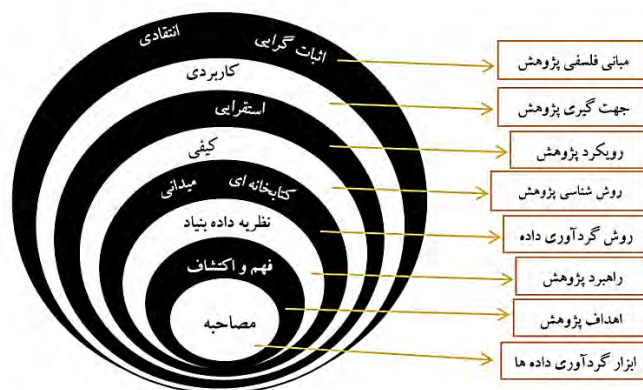 انتقادی
اثبات گرایی
کاربردی
استقرایی
کیفی
میدانی
کتابخانه ای
نظریه داده بنیاد
فهم و اکتشاف
مصاحبه
مبانی فلسفی پژوهش
جهت گیری پژوهش
رویکرد پژوهش
روش شناسی پژوهش
روش گردآوری داده
راهبرد پژوهش
اهداف پژوهش
ابزار گردآوری داده ها